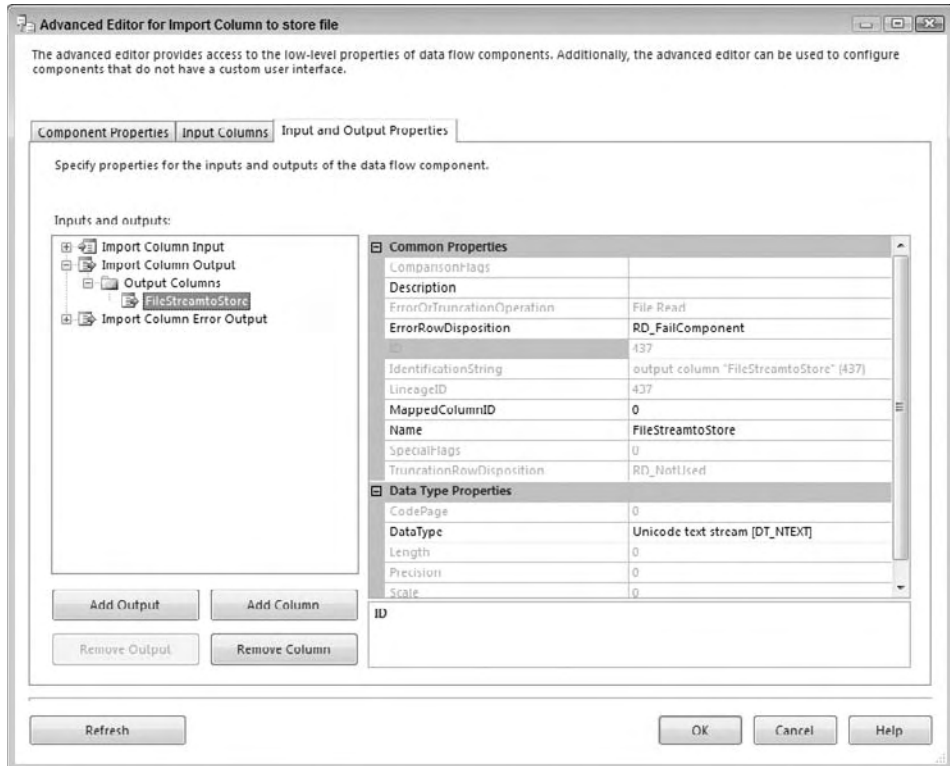 Advanced Editor for Import Column to store file
The advanced editor provides access to the low-level properties of data flow components. Additionally, the advanced editor can be used to configure
components that do not have a custom user interface.
Component Properties
Input Columns
Input and Output Properties
Specify properties for the inputs and outputs of the data flow component.
Inputs and outputs:
Import Column Input
Import Column Output
Output Columns
FileStreamtoStore
Import Column Error Output
Add Output
Add Column
Remove Output
Remove Column
Common Properties
ComparisonFlags
Description
ErrorOrTruncationOperation File Read
ErrorRowDisposition RD_FailComponent
ID 437
IdentificationString output column "FileStreamtoStore" (437)
LineageID 437
MappedColumnID 0
Name FileStreamtoStore
SpecialFlags 0
TruncationRowDisposition RD_NotUsed
Data Type Properties
CodePage 0
DataType Unicode text stream [DT_NTEXT]
Length 0
Precision 0
Scale 0
ID
Refresh
OK
Cancel
Help